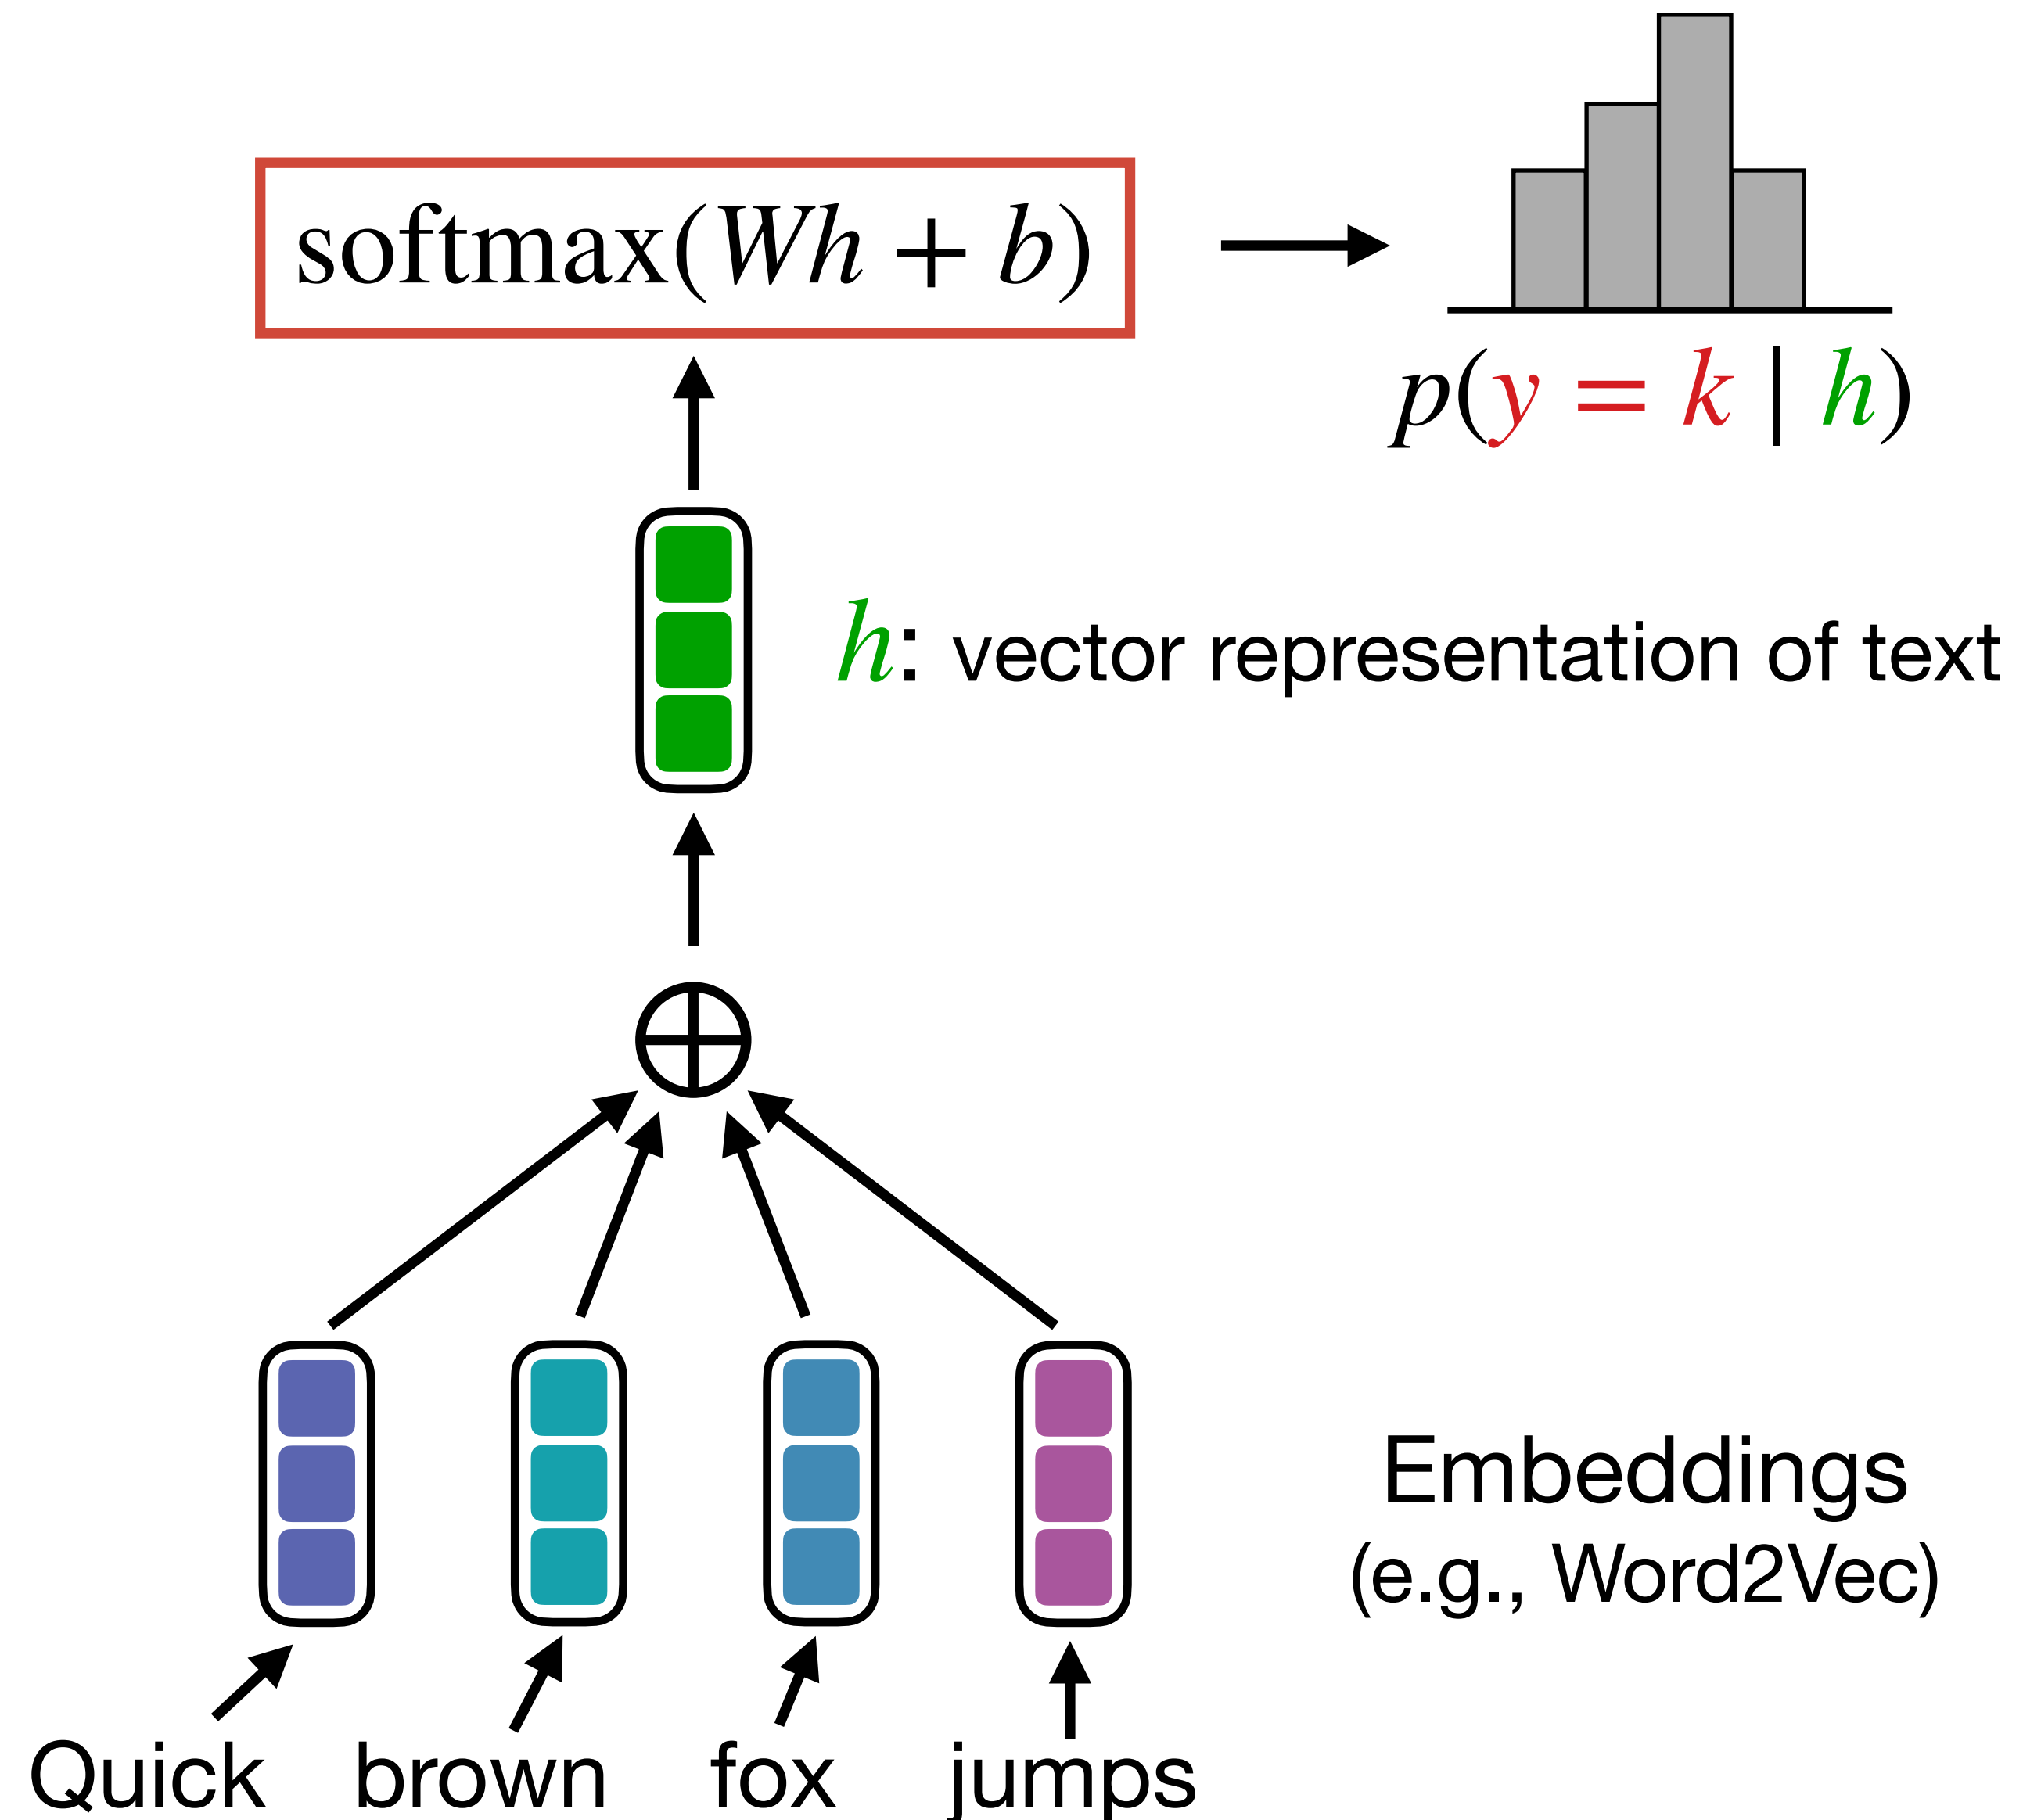 softmax(Wh + b)
p(y = k | h)
h: vector representation of text
Embeddings
(e.g., Word2Vec)
Quick brown fox jumps